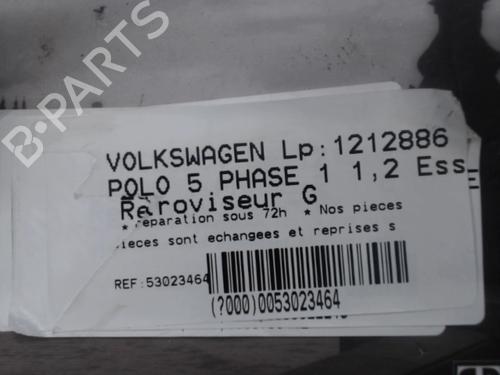 B-PARTS
VOLKSWAGEN Lp:1212886
POLO 5 PHASE 1 1,2 Ess
Rétroviseur G
réparation sous 72h * Nos pieces
pieces sont echangees et reprises s
REF:53023464
(?000)0053023464